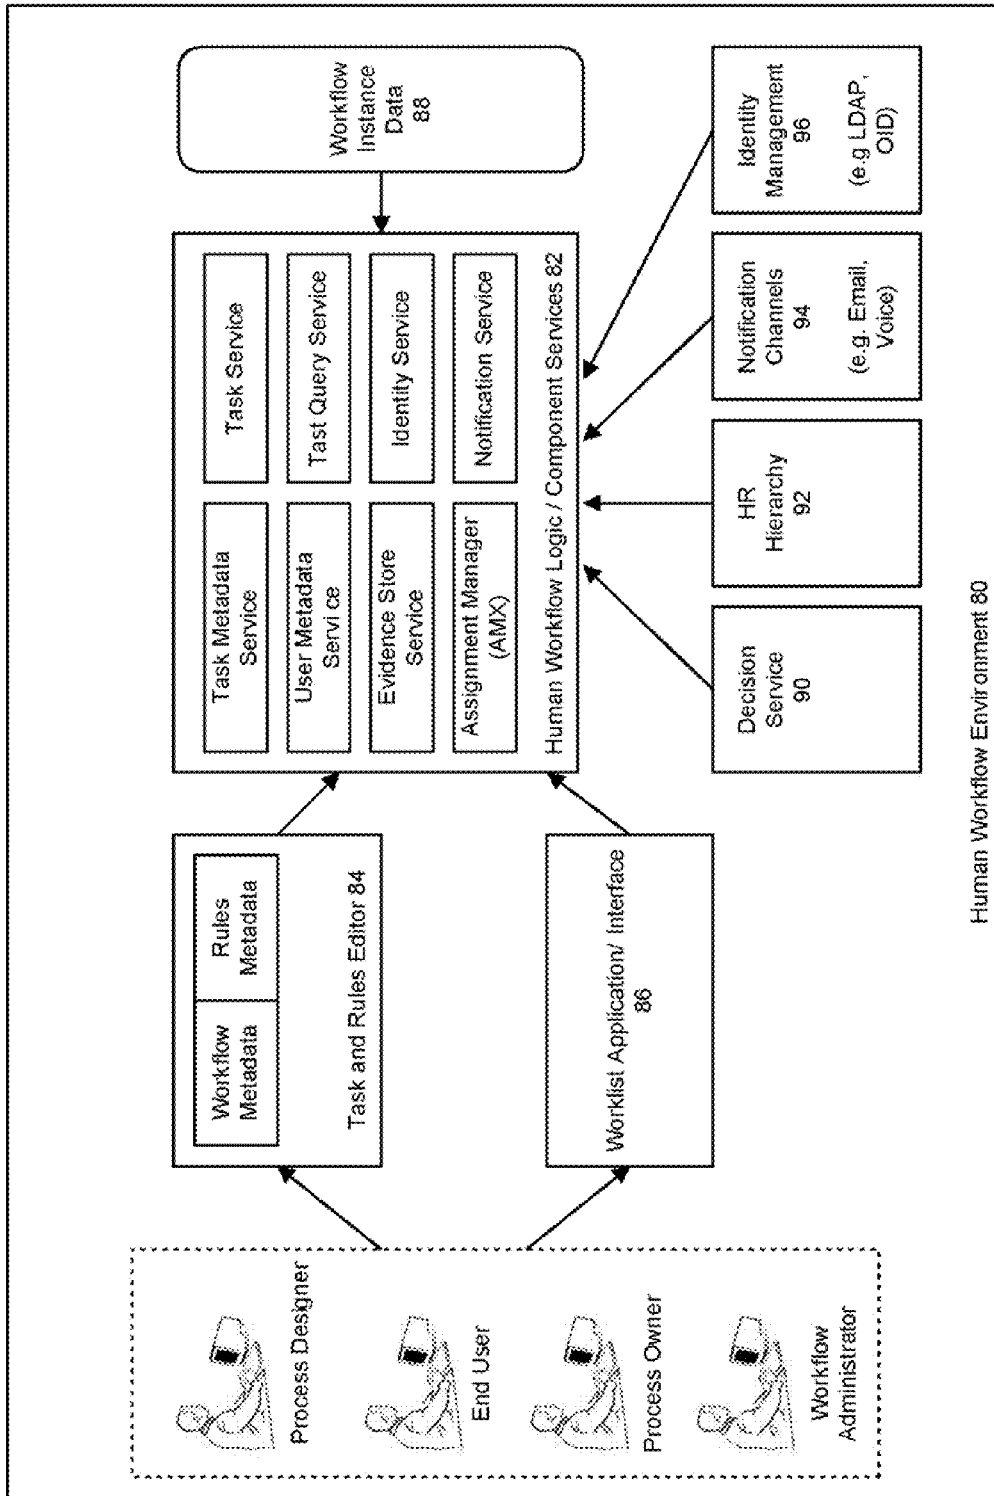 Process Designer
End User
Process Owner
Workflow
Administrator
Workflow
Metadata
Rules
Metadata
Task and Rules Editor 84
Worklist Application/ Interface
86
Task Metadata
Service
Task Service
User Metadata
Servi ce
Tast Query Service
Evidence Store
Service
Identity Service
Assignment Manager
(AMX)
Notification Service
Human Workflow Logic / Component Services 82
Workflow
Instance
Data
88
Decision
Service
90
HR
Hierarchy
92
Notification
Channels
94
(e.g. Email,
Voice)
Identity
Management
96
(e.g LDAP,
OID)
Human Workflow Environment 80